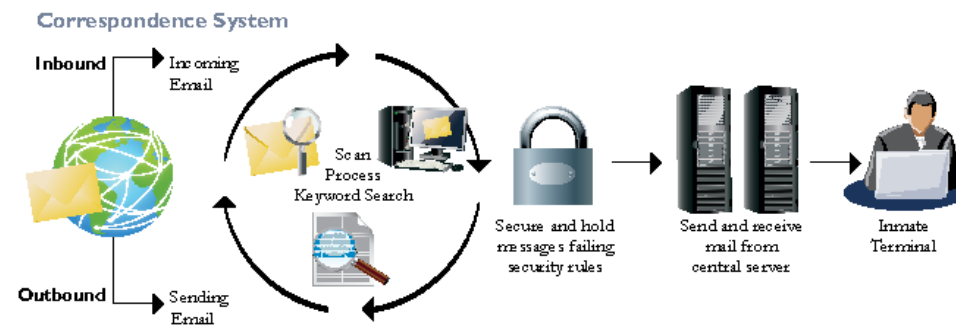 Correspondence System
Inbound
Incoming
Email
Scan
Process
Keyword Search
Secure and hold
messages failing
security rules
Send and receive
mail from
central server
Inmate
Terminal
Outbound
Sending
Email